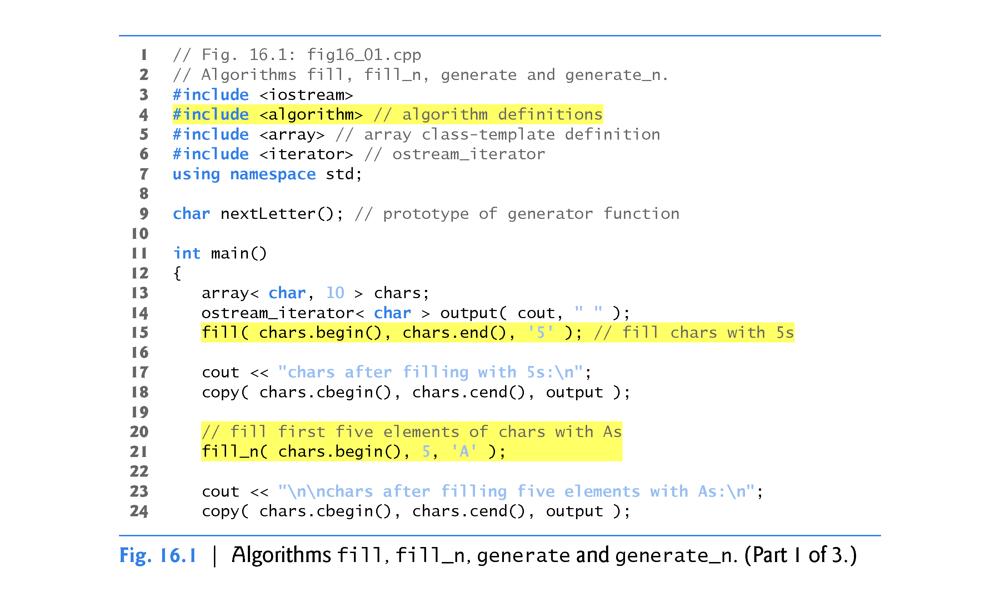 1 // Fig. 16.1: fig16_01.cpp
2 // Algorithms fill, fill_n, generate and generate_n.
3 #include <iostream>
4 #include <algorithm> // algorithm definitions
5 #include <array> // array class-template definition
6 #include <iterator> // ostream_iterator
7 using namespace std;
8
9 char nextLetter(); // prototype of generator function
10
11 int main()
12 {
13    array< char, 10 > chars;
14    ostream_iterator< char > output( cout, " " );
15    fill( chars.begin(), chars.end(), '5' ); // fill chars with 5s
16
17    cout << "chars after filling with 5s:\n";
18    copy( chars.cbegin(), chars.cend(), output );
19
20    // fill first five elements of chars with As
21    fill_n( chars.begin(), 5, 'A' );
22
23    cout << "\n\nchars after filling five elements with As:\n";
24    copy( chars.cbegin(), chars.cend(), output );
Fig. 16.1 | Algorithms fill, fill_n, generate and generate_n. (Part 1 of 3.)